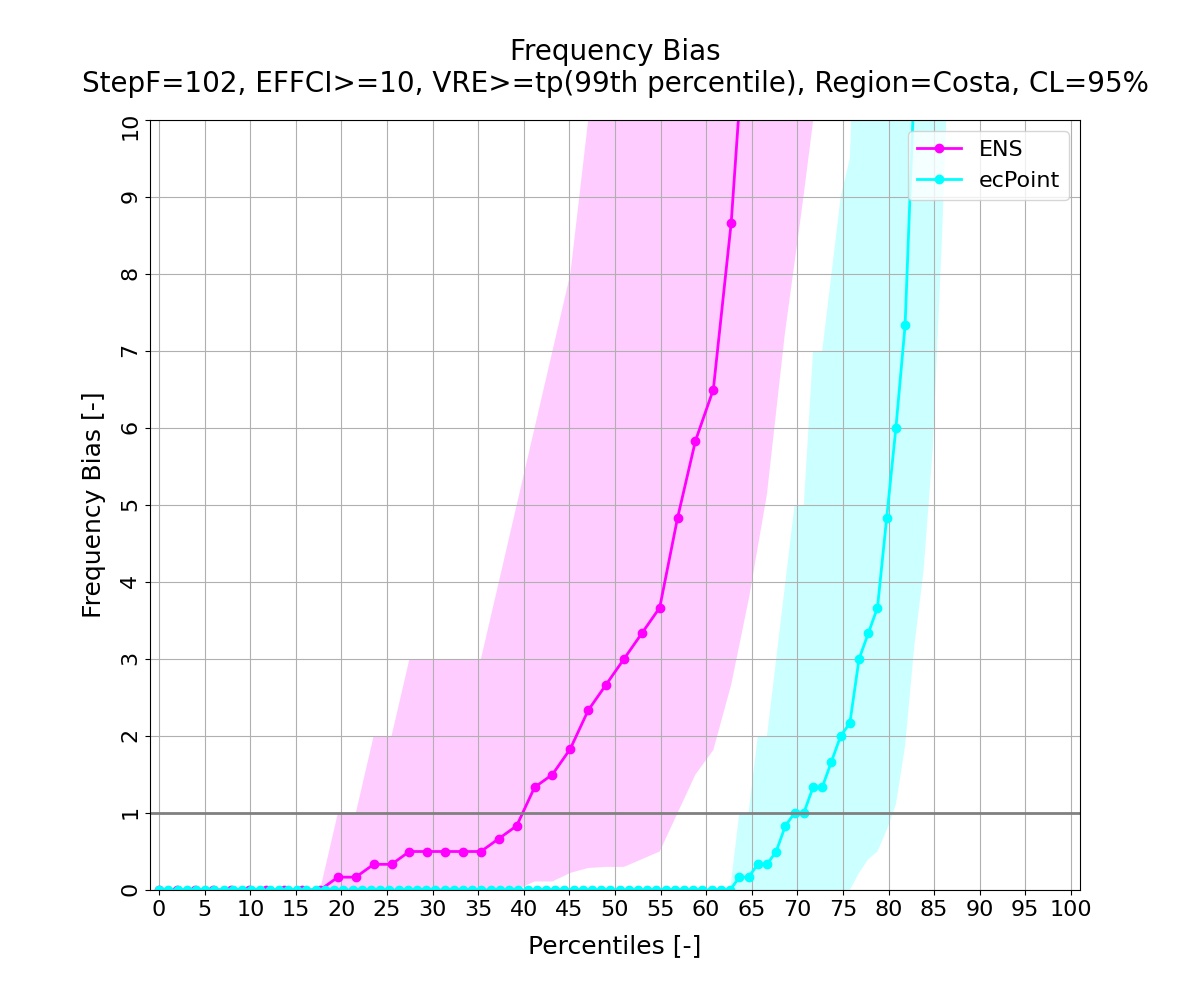 Frequency Bias
StepF=102, EFFCI>=10, VRE>=tp(99th percentile), Region=Costa, CL=95%
10
9
8
7
6
5
4
3
2
1
0
Frequency Bias [-]
ENS
ecPoint
0 5 10 15 20 25 30 35 40 45 50 55 60 65 70 75 80 85 90 95 100
Percentiles [-]